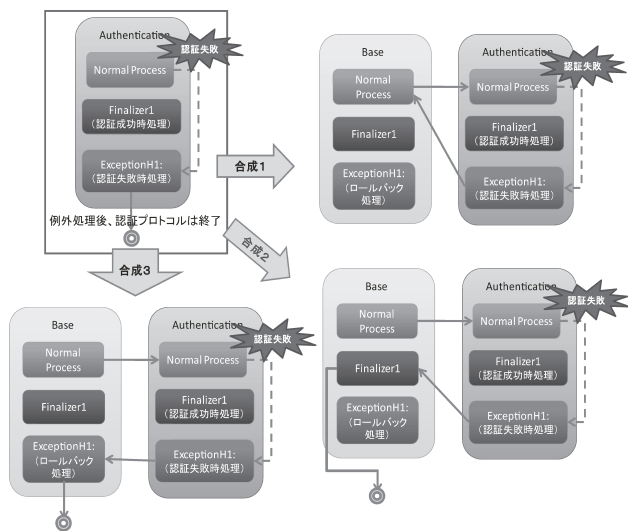 Authentication
認証失敗
Normal Process
Finalizer1
(認証成功時処理)
ExceptionH1:
(認証失敗時処理)
例外処理後、認証プロトコルは終了
合成1
合成2
合成3
Base
Normal
Process
Finalizer1
ExceptionH1:
(ロールバック
処理)
Authentication
認証失敗
Normal Process
Finalizer1
(認証成功時処理)
ExceptionH1:
(認証失敗時処理)
Base
Normal
Process
Finalizer1
ExceptionH1:
(ロールバック
処理)
Authentication
認証失敗
Normal Process
Finalizer1
(認証成功時処理)
ExceptionH1:
(認証失敗時処理)
Base
Normal
Process
Finalizer1
ExceptionH1:
(ロールバック
処理)
Authentication
認証失敗
Normal Process
Finalizer1
(認証成功時処理)
ExceptionH1:
(認証失敗時処理)